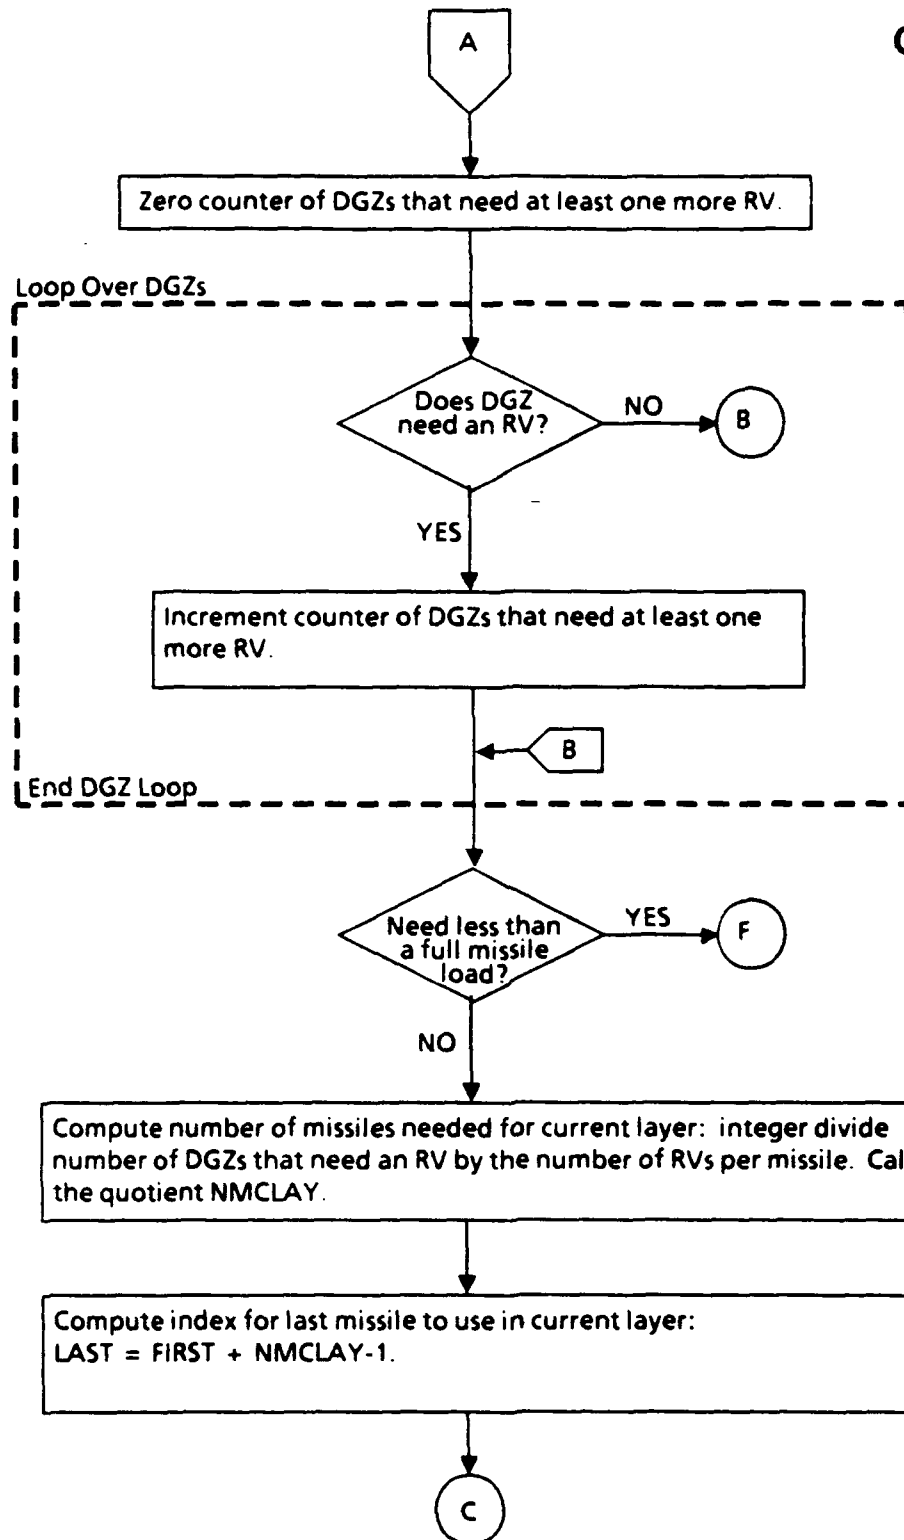 A
Zero counter of DGZs that need at least one more RV.
Loop Over DGZs
Does DGZ
need an RV?
NO
B
YES
Increment counter of DGZs that need at least one
more RV.
B
End DGZ Loop
Need less than
a full missile
load?
YES
F
NO
Compute number of missiles needed for current layer: integer divide
number of DGZs that need an RV by the number of RVs per missile. Cal
the quotient NMCLAY.
Compute index for last missile to use in current layer:
LAST = FIRST + NMCLAY-1.
C